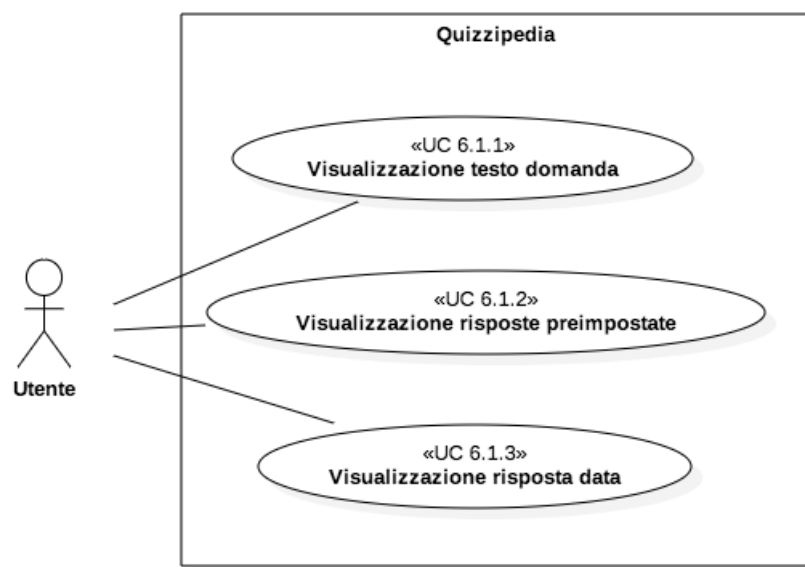 Quizzipedia
«UC 6.1.1»
Visualizzazione testo domanda
«UC 6.1.2»
Visualizzazione risposte preimpostate
Utente
«UC 6.1.3»
Visualizzazione risposta data